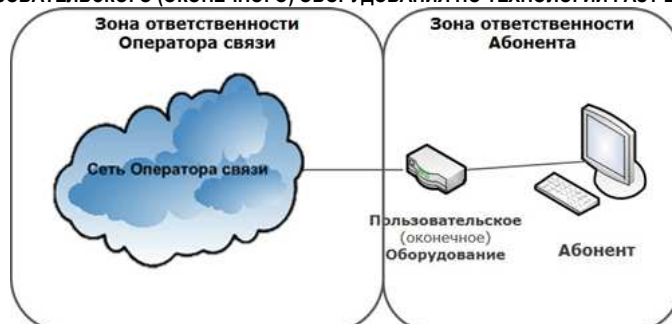 Зона ответственности
Оператора связи
Зона ответственности
Абонента
Сеть Оператора связи
Пользовательское
(оконечное)
Оборудование
Абонент